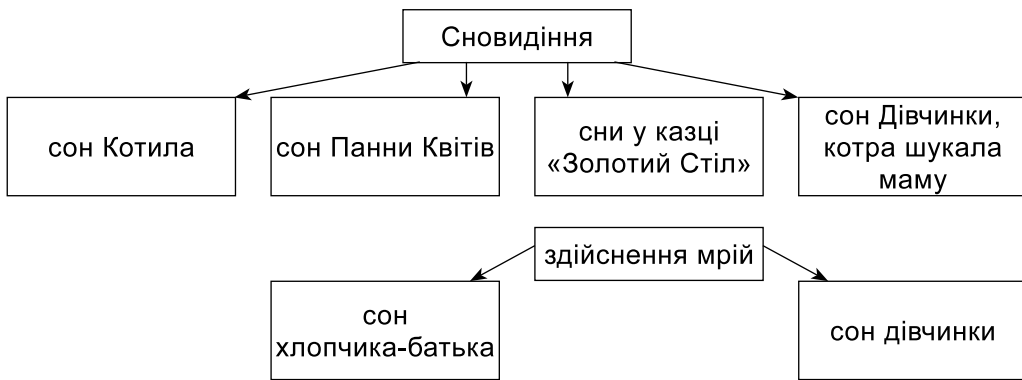 Сновидіння
сон Котила
сон Панни Квітів
сни у казці
«Золотий Стіл»
сон Дівчинки,
котра шукала
маму
здійснення мрій
сон
хлопчика-батька
сон дівчинки